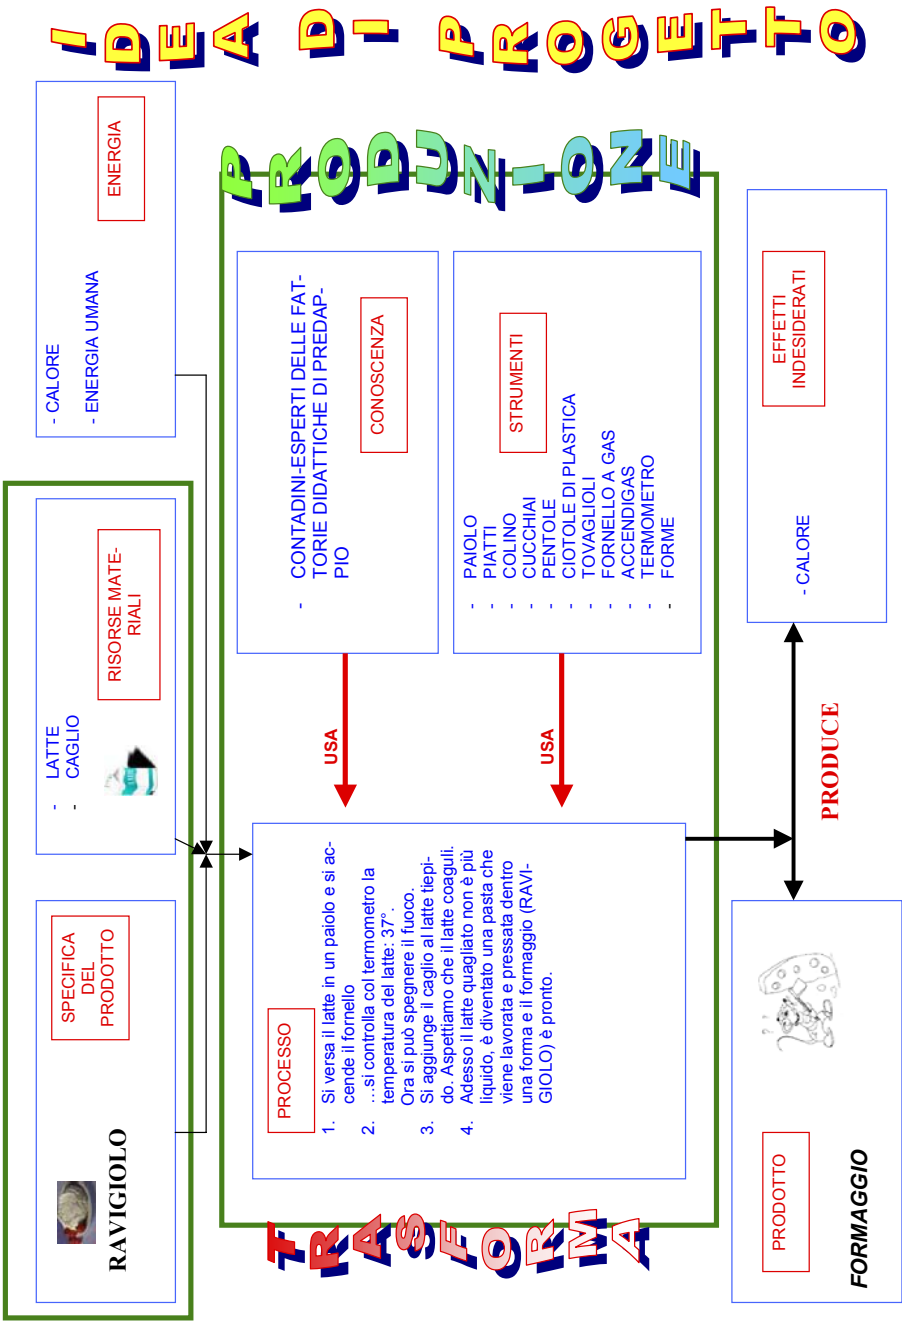 IDEA DI PROGETTO
SPECIFICA
DEL
PRODOTTO
RAVIGIOLO
- LATTE
- CAGLIO
RISORSE MATE-
RIALI
- CALORE
- ENERGIA UMANA
ENERGIA
PRODUZIONE
TRASFORMA
PROCESSO
1. Si versa il latte in un paiolo e si ac-
cende il fornello
2. …si controlla col termometro la
temperatura del latte: 37°.
Ora si può spegnere il fuoco.
3. Si aggiunge il caglio al latte tiepi-
do. Aspettiamo che il latte coaguli.
4. Adesso il latte quagliato non è più
liquido, è diventato una pasta che
viene lavorata e pressata dentro
una forma e il formaggio (RAVI-
GIOLO) è pronto.
USA
- CONTADINI-ESPERTI DELLE FAT-
TORIE DIDATTICHE DI PREDAP-
PIO
CONOSCENZA
USA
STRUMENTI
- PAIOLO
- PIATTI
- COLINO
- CUCCHIAI
- PENTOLE
- CIOTOLE DI PLASTICA
- TOVAGLIOLI
- FORNELLO A GAS
- ACCENDIGAS
- TERMOMETRO
- FORME
PRODUCE
PRODOTTO
FORMAGGIO
EFFETTI
INDESIDERATI
- CALORE